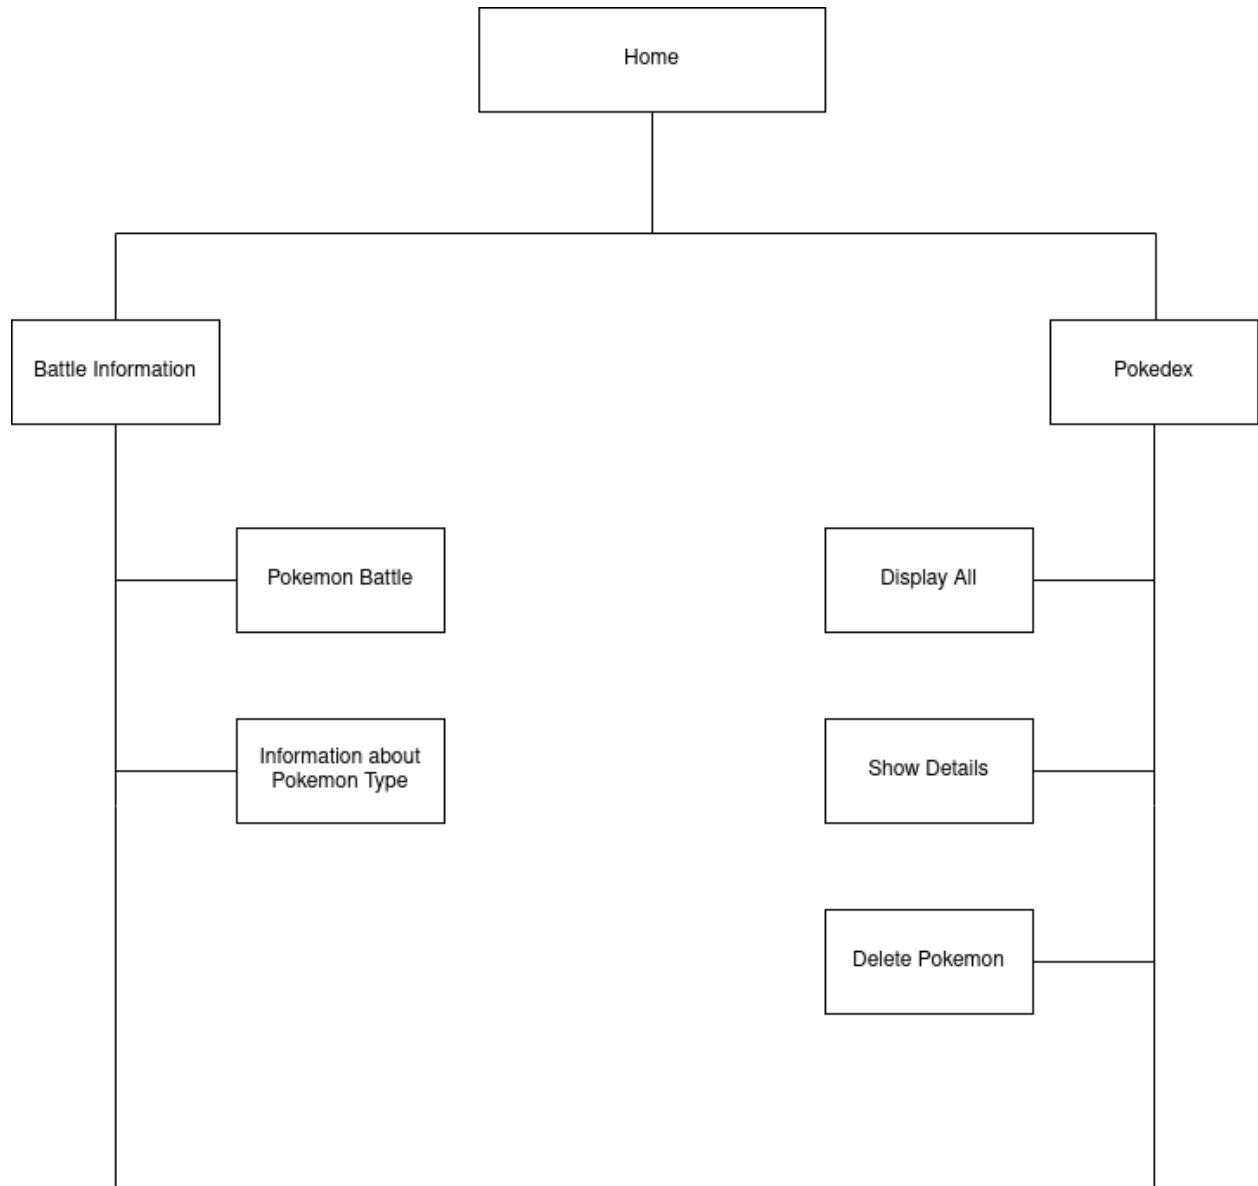 Home
Battle Information
Pokedex
Pokemon Battle
Display All
Information about
Pokemon Type
Show Details
Delete Pokemon